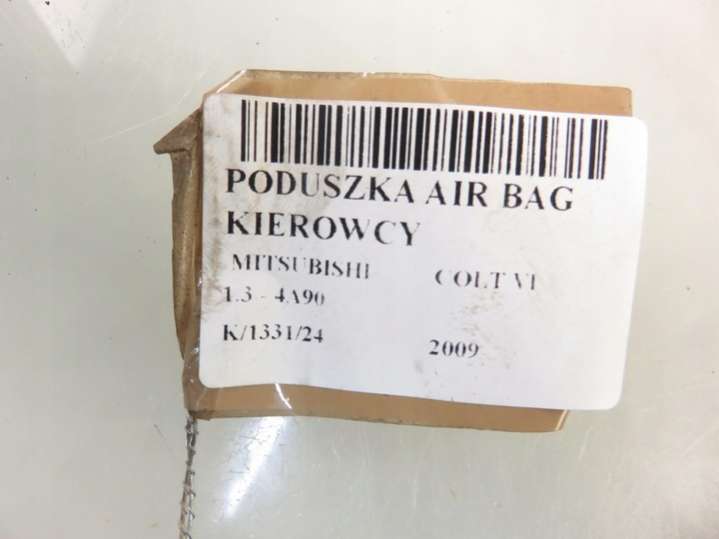 PODUSZKA AIR BAG
KIEROWCY
MITSUBISHI COLT VI
1.3 - 4A90
K/1331/24 2009